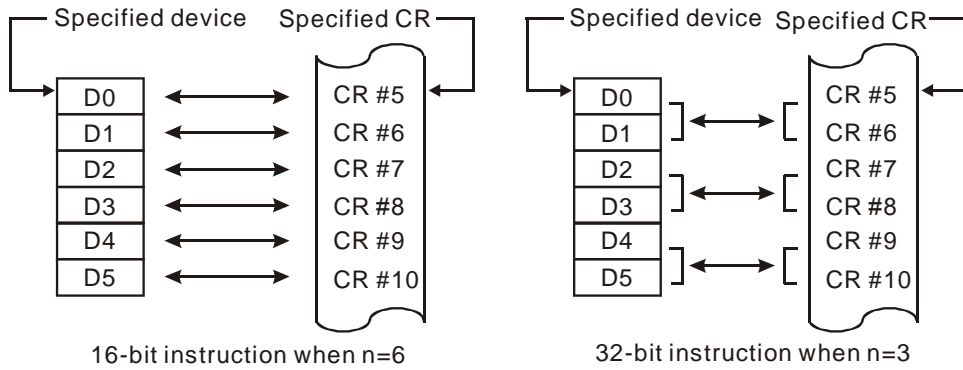 Specified device Specified CR
D0 CR #5
D1 CR #6
D2 CR #7
D3 CR #8
D4 CR #9
D5 CR #10
16-bit instruction when n=6
Specified device Specified CR
D0 CR #5
D1 CR #6
D2 CR #7
D3 CR #8
D4 CR #9
D5 CR #10
32-bit instruction when n=3